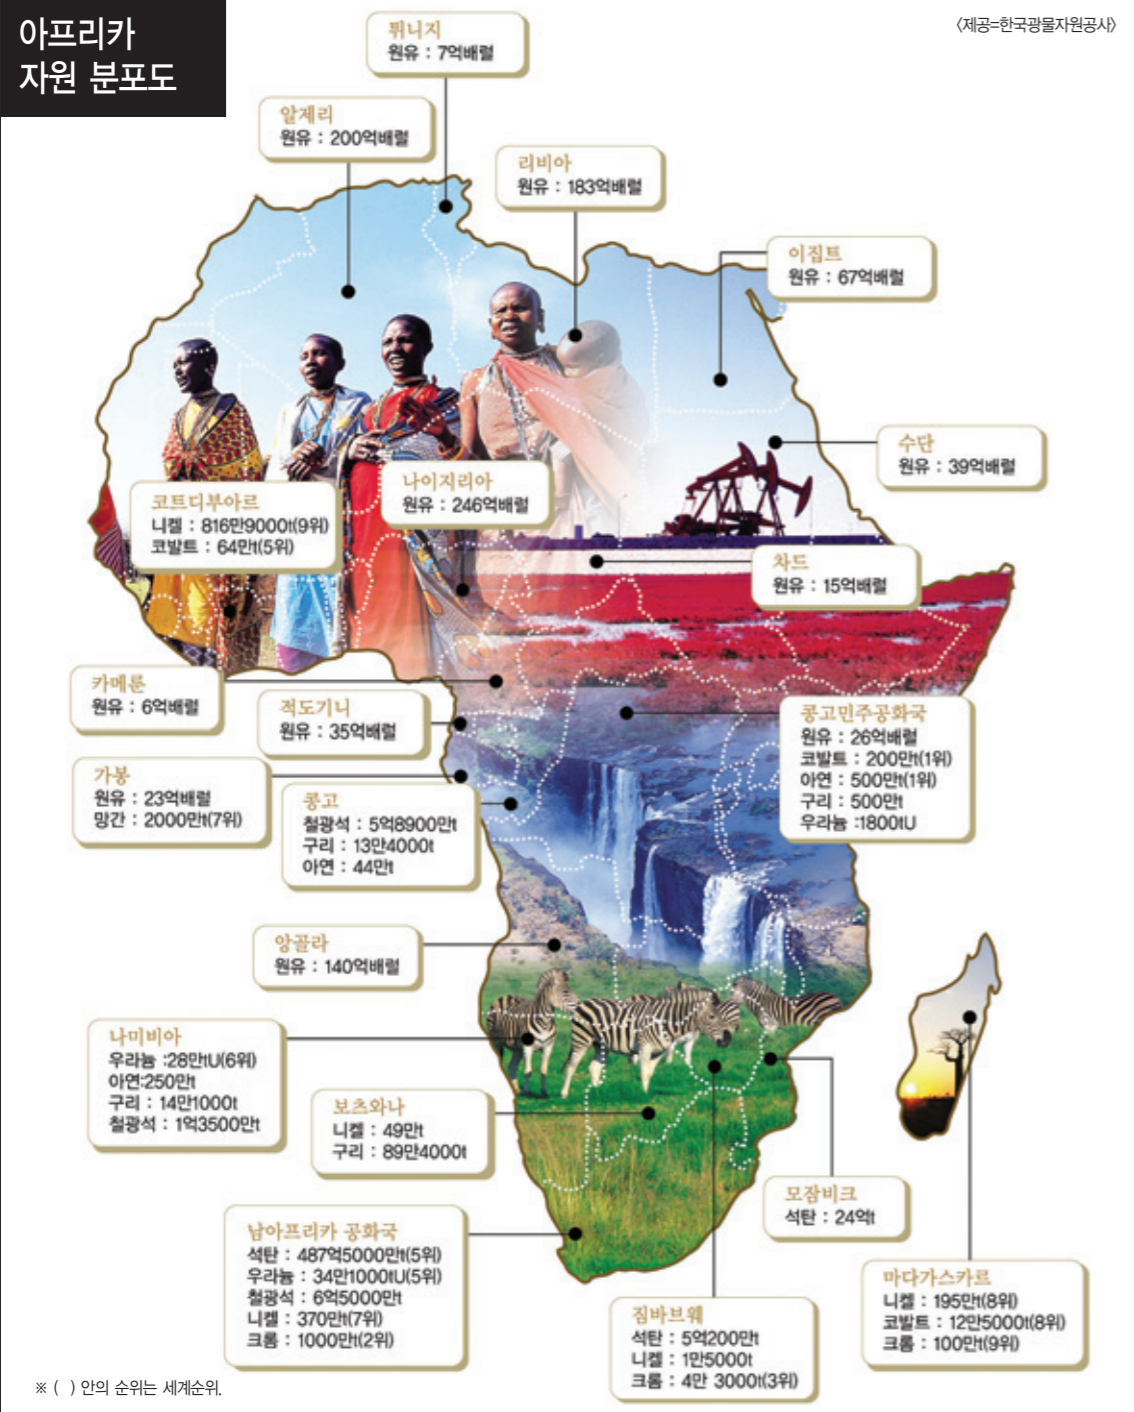 아프리카
자원 분포도
〈제공=한국광물자원공사〉
튀니지
원유 : 7억배럴
알제리
원유 : 200억배럴
리비아
원유 : 183억배럴
이집트
원유 : 67억배럴
수단
원유 : 39억배럴
나이지리아
원유 : 246억배럴
코트디부아르
니켈 : 816만9000t(9위)
코발트 : 64만t(5위)
차드
원유 : 15억배럴
카메룬
원유 : 6억배럴
적도기니
원유 : 35억배럴
콩고민주공화국
원유 : 26억배럴
코발트 : 200만t(1위)
아연 : 500만t(1위)
구리 : 500만t
우라늄 :1800tU
가봉
원유 : 23억배럴
망간 : 2000만t(7위)
콩고
철광석 : 5억8900만t
구리 : 13만4000t
아연 : 44만t
앙골라
원유 : 140억배럴
나미비아
우라늄 :28만tU(6위)
아연:250만t
구리 : 14만1000t
철광석 : 1억3500만t
보츠와나
니켈 : 49만t
구리 : 89만4000t
모잠비크
석탄 : 24억t
남아프리카 공화국
석탄 : 487억5000만t(5위)
우라늄 : 34만1000tU(5위)
철광석 : 6억5000만t
니켈 : 370만t(7위)
크롬 : 1000만t(2위)
마다가스카르
니켈 : 195만t(8위)
코발트 : 12만5000t(8위)
크롬 : 100만t(9위)
짐바브웨
석탄 : 5억200만t
니켈 : 1만5000t
크롬 : 4만 3000t(3위)
※ ( ) 안의 순위는 세계순위.